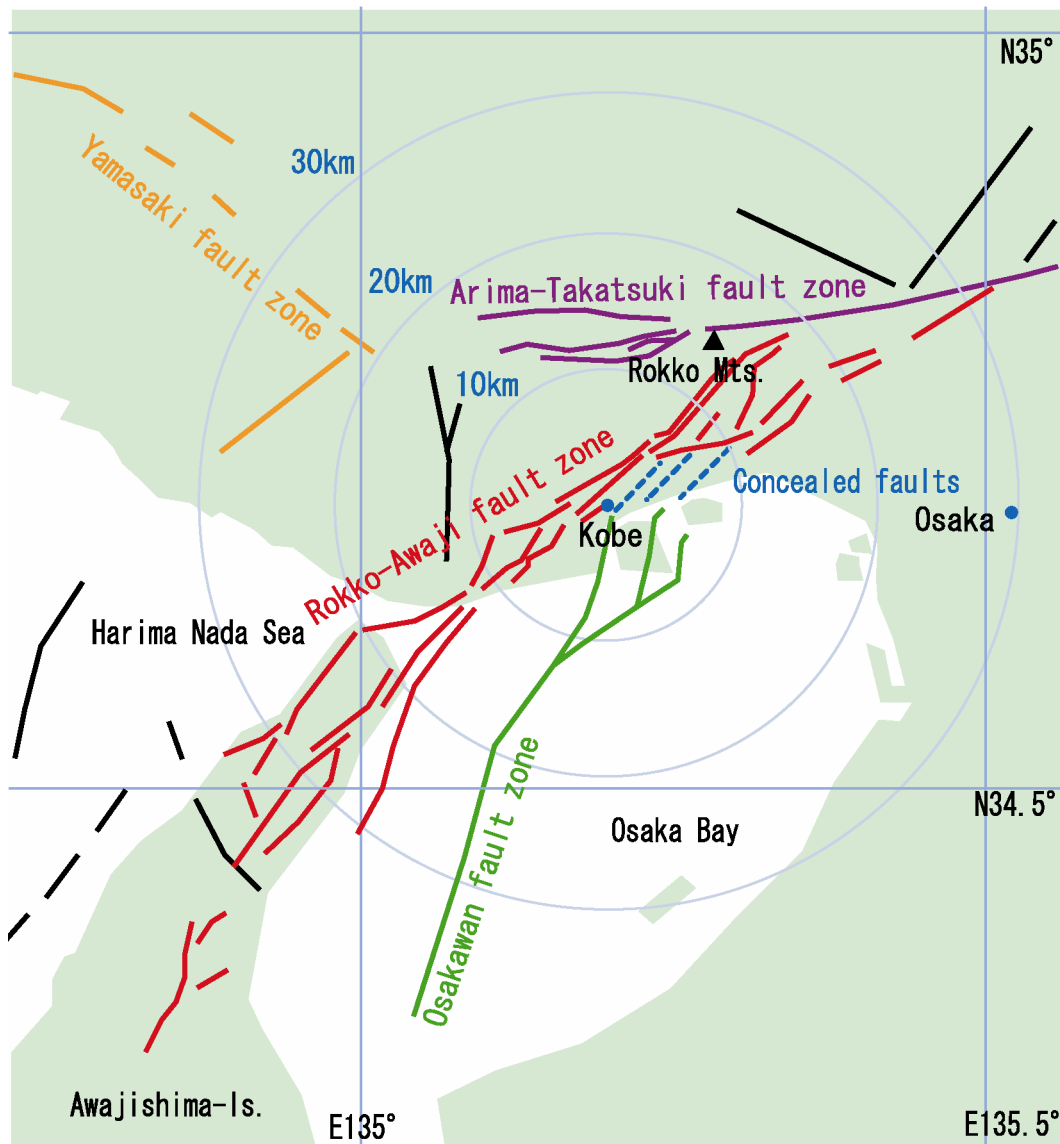 N35°
30km
Yamasaki fault zone
20km
Arima-Takatsuki fault zone
Rokko Mts.
10km
Rokko-Awaji fault zone
Concealed faults
Osaka
Kobe
Harima Nada Sea
N34.5°
Osaka Bay
Osakawan fault zone
Awajishima-Is.
E135°
E135.5°